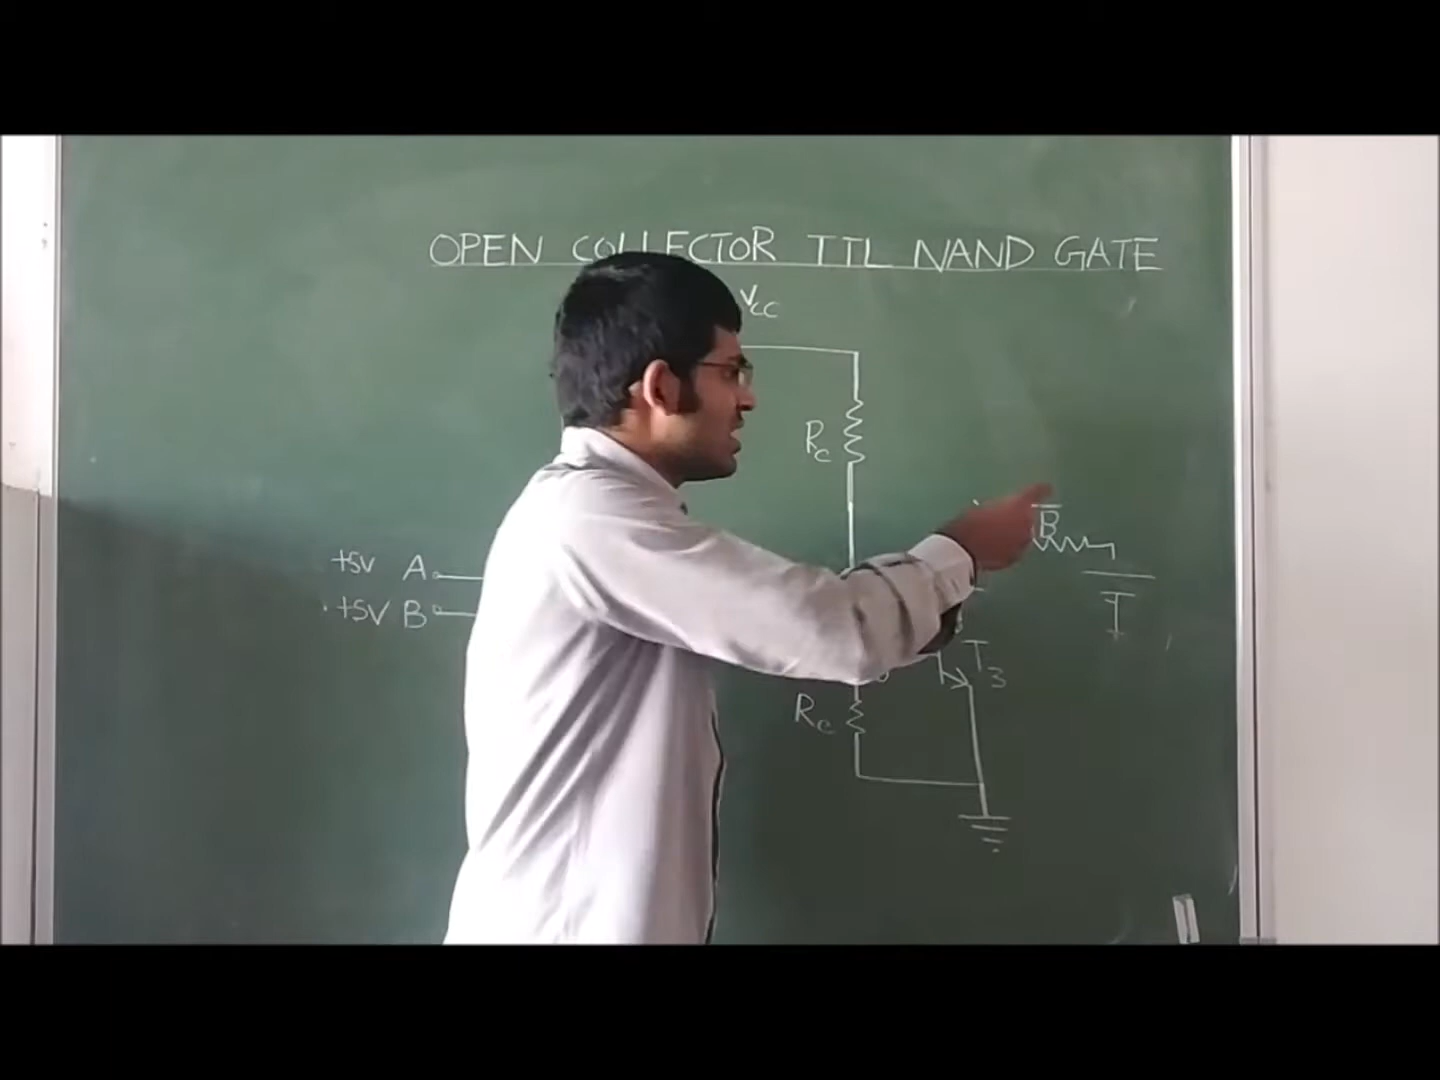 OPEN COLLECTOR TTL NAND GATE
VCC
RC
B̅
+5V A
+5V B
T3
Rc